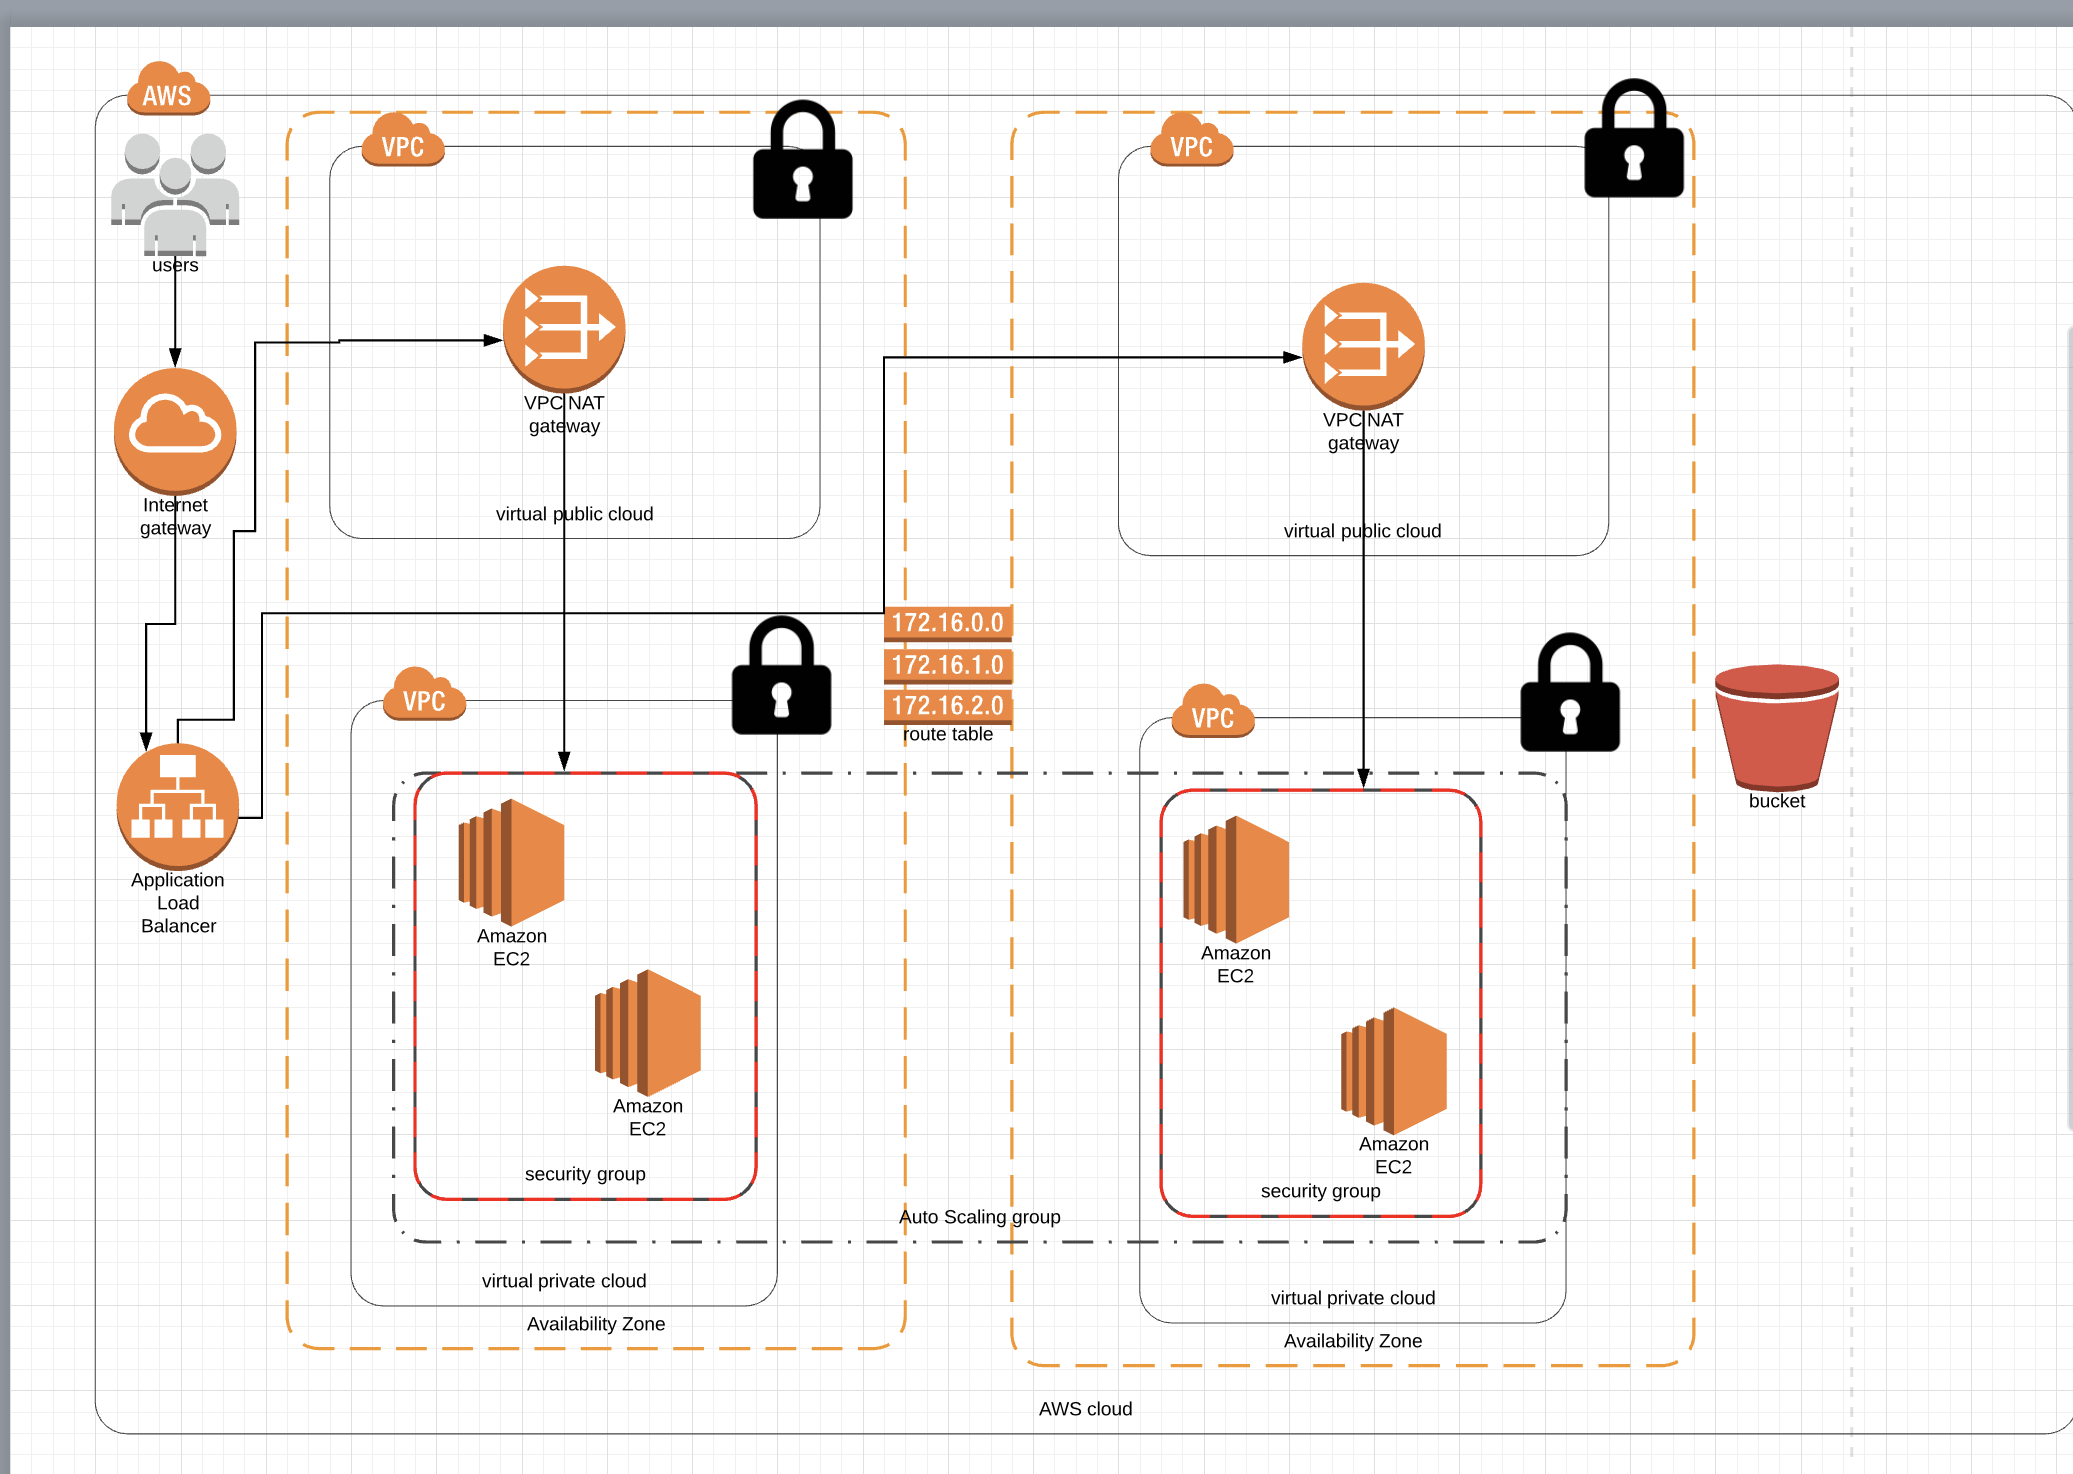 AWS
users
Internet
gateway
Application
Load
Balancer
VPC
VPC NAT
gateway
virtual public cloud
VPC
VPC NAT
gateway
virtual public cloud
172.16.0.0
172.16.1.0
172.16.2.0
route table
VPC
Amazon
EC2
Amazon
EC2
security group
Auto Scaling group
virtual private cloud
Availability Zone
VPC
Amazon
EC2
Amazon
EC2
security group
virtual private cloud
Availability Zone
bucket
AWS cloud